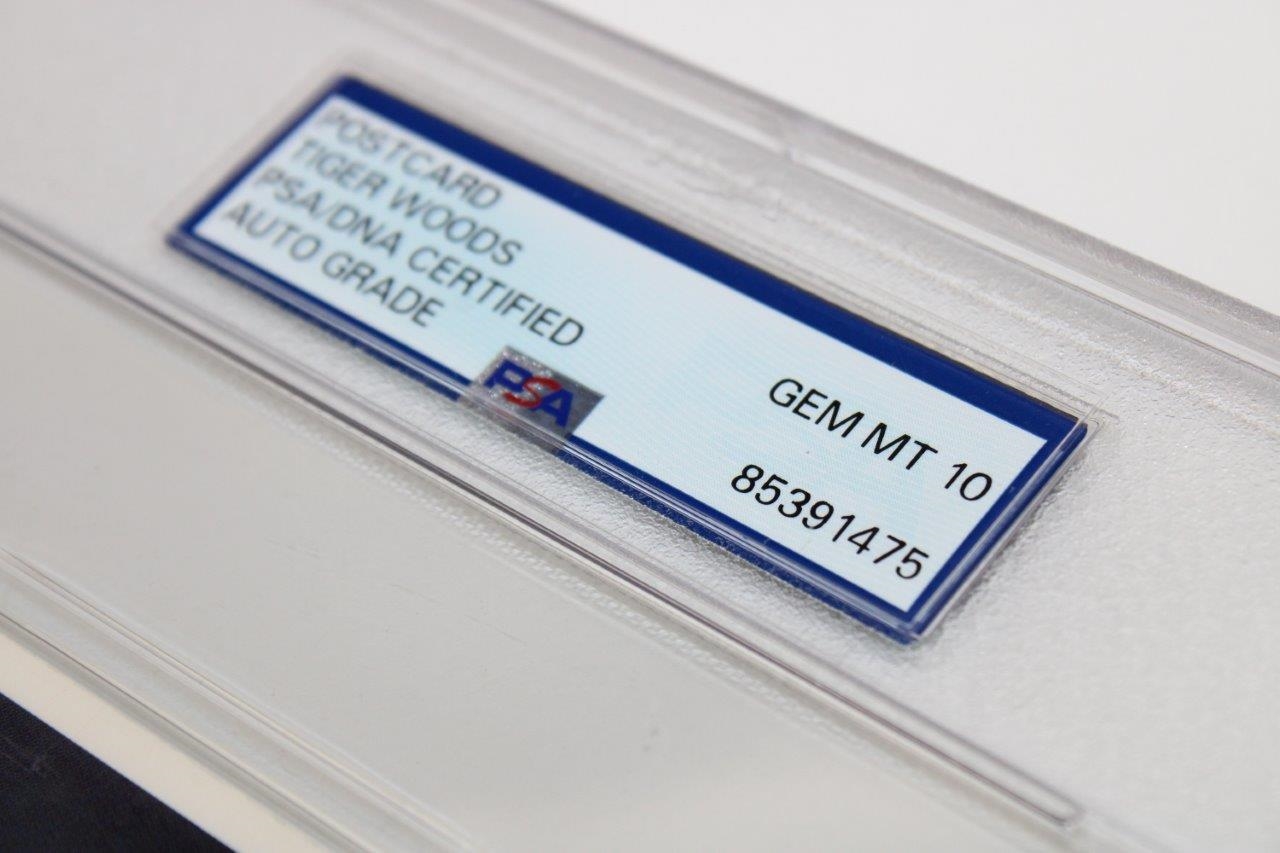 POSTCARD
TIGER WOODS
PSA/DNA CERTIFIED
AUTO GRADE
PSA
GEM MT 10
85391475